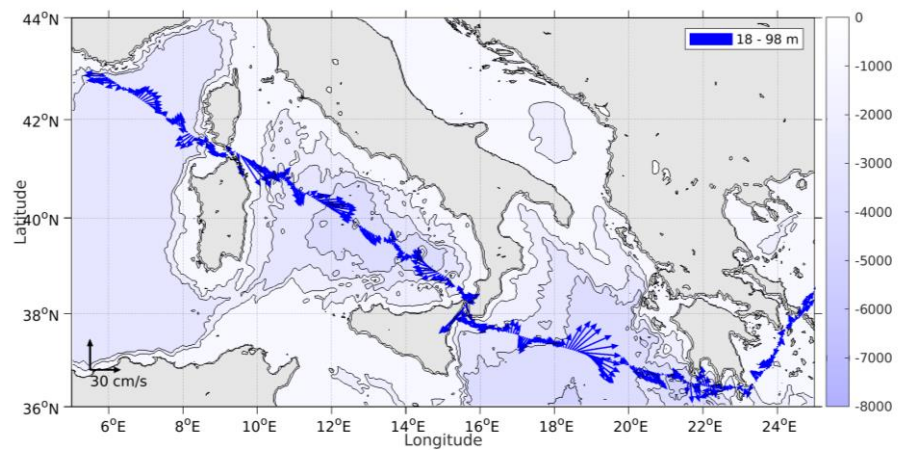 44°N
42°N
40°N
38°N
36°N
Latitude
18 - 98 m
30 cm/s
6°E
8°E
10°E
12°E
14°E
16°E
18°E
20°E
22°E
24°E
Longitude
0
-1000
-2000
-3000
-4000
-5000
-6000
-7000
-8000